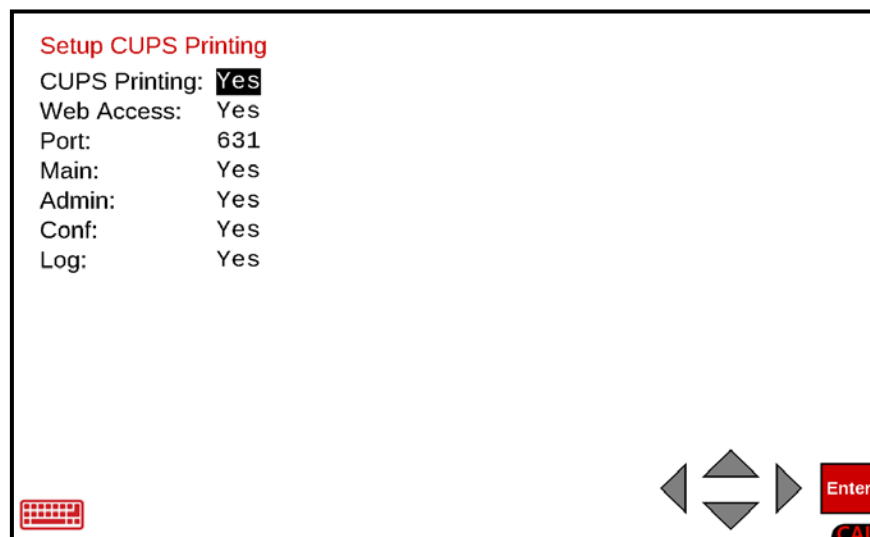 Setup CUPS Printing
CUPS Printing: Yes
Web Access: Yes
Port: 631
Main: Yes
Admin: Yes
Conf: Yes
Log: Yes
Enter